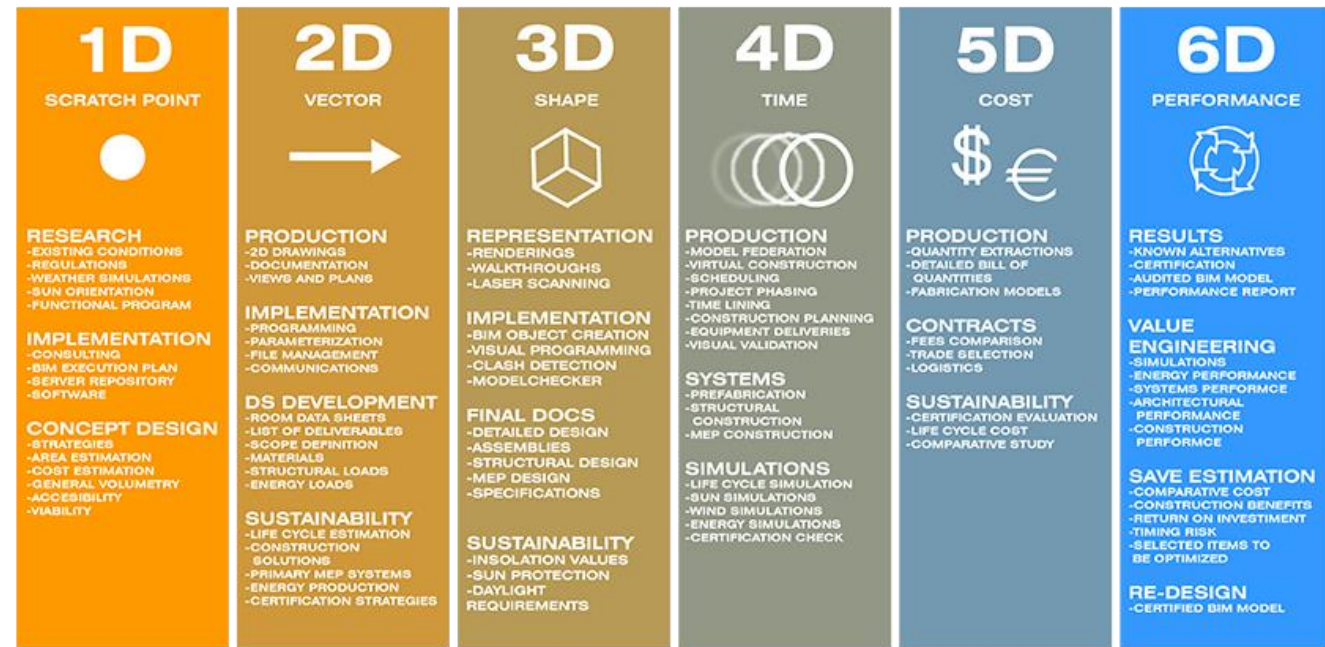 1D
SCRATCH POINT
RESEARCH
-EXISTING CONDITIONS
-REGULATIONS
-WEATHER SIMULATIONS
-SUN ORIENTATION
-FUNCTIONAL PROGRAM
IMPLEMENTATION
-CONSULTING
-BIM EXECUTION PLAN
-SERVER REPOSITORY
-SOFTWARE
CONCEPT DESIGN
-STRATEGIES
-AREA ESTIMATION
-COST ESTIMATION
-GENERAL VOLUMETRY
-ACCESIBILITY
-VIABILITY
2D
VECTOR
PRODUCTION
-2D DRAWINGS
-DOCUMENTATION
-VIEWS AND PLANS
IMPLEMENTATION
-PROGRAMMING
-PARAMETERIZATION
-FILE MANAGEMENT
-COMMUNICATIONS
DS DEVELOPMENT
-ROOM DATA SHEETS
-LIST OF DELIVERABLES
-SCOPE DEFINITION
-MATERIALS
-STRUCTURAL LOADS
-ENERGY LOADS
SUSTAINABILITY
-LIFE CYCLE ESTIMATION
-CONSTRUCTION
SOLUTIONS
-PRIMARY MEP SYSTEMS
-ENERGY PRODUCTION
-CERTIFICATION STRATEGIES
3D
SHAPE
REPRESENTATION
-RENDERINGS
-WALKTHROUGHS
-LASER SCANNING
IMPLEMENTATION
-BIM OBJECT CREATION
-VISUAL PROGRAMMING
-CLASH DETECTION
-MODELCHECKER
FINAL DOCS
-DETAILED DESIGN
-ASSEMBLIES
-STRUCTURAL DESIGN
-MEP DESIGN
-SPECIFICATIONS
SUSTAINABILITY
-INSOLATION VALUES
-SUN PROTECTION
-DAYLIGHT
REQUIREMENTS
4D
TIME
PRODUCTION
-MODEL FEDERATION
-VIRTUAL CONSTRUCTION
-SCHEDULING
-PROJECT PHASING
-TIME LINING
-CONSTRUCTION PLANNING
-EQUIPMENT DELIVERIES
-VISUAL VALIDATION
SYSTEMS
-PREFABRICATION
-STRUCTURAL
CONSTRUCTION
-MEP CONSTRUCTION
SIMULATIONS
-LIFE CYCLE SIMULATION
-SUN SIMULATIONS
-WIND SIMULATIONS
-ENERGY SIMULATIONS
-CERTIFICATION CHECK
5D
COST
$ €
PRODUCTION
-QUANTITY EXTRACTIONS
-DETAILED BILL OF
QUANTITIES
-FABRICATION MODELS
CONTRACTS
-FEES COMPARISON
-TRADE SELECTION
-LOGISTICS
SUSTAINABILITY
-CERTIFICATION EVALUATION
-LIFE CYCLE COST
-COMPARATIVE STUDY
6D
PERFORMANCE
RESULTS
-KNOWN ALTERNATIVES
-CERTIFICATION
-AUDITED BIM MODEL
-PERFORMANCE REPORT
VALUE
ENGINEERING
-SIMULATIONS
-ENERGY PERFORMANCE
-SYSTEMS PERFORMCE
-ARCHITECTURAL
PERFORMANCE
-CONSTRUCTION
PERFORMCE
SAVE ESTIMATION
-COMPARATIVE COST
-CONSTRUCTION BENEFITS
-RETURN ON INVESTIMENT
-TIMING RISK
-SELECTED ITEMS TO
BE OPTIMIZED
RE-DESIGN
-CERTIFIED BIM MODEL